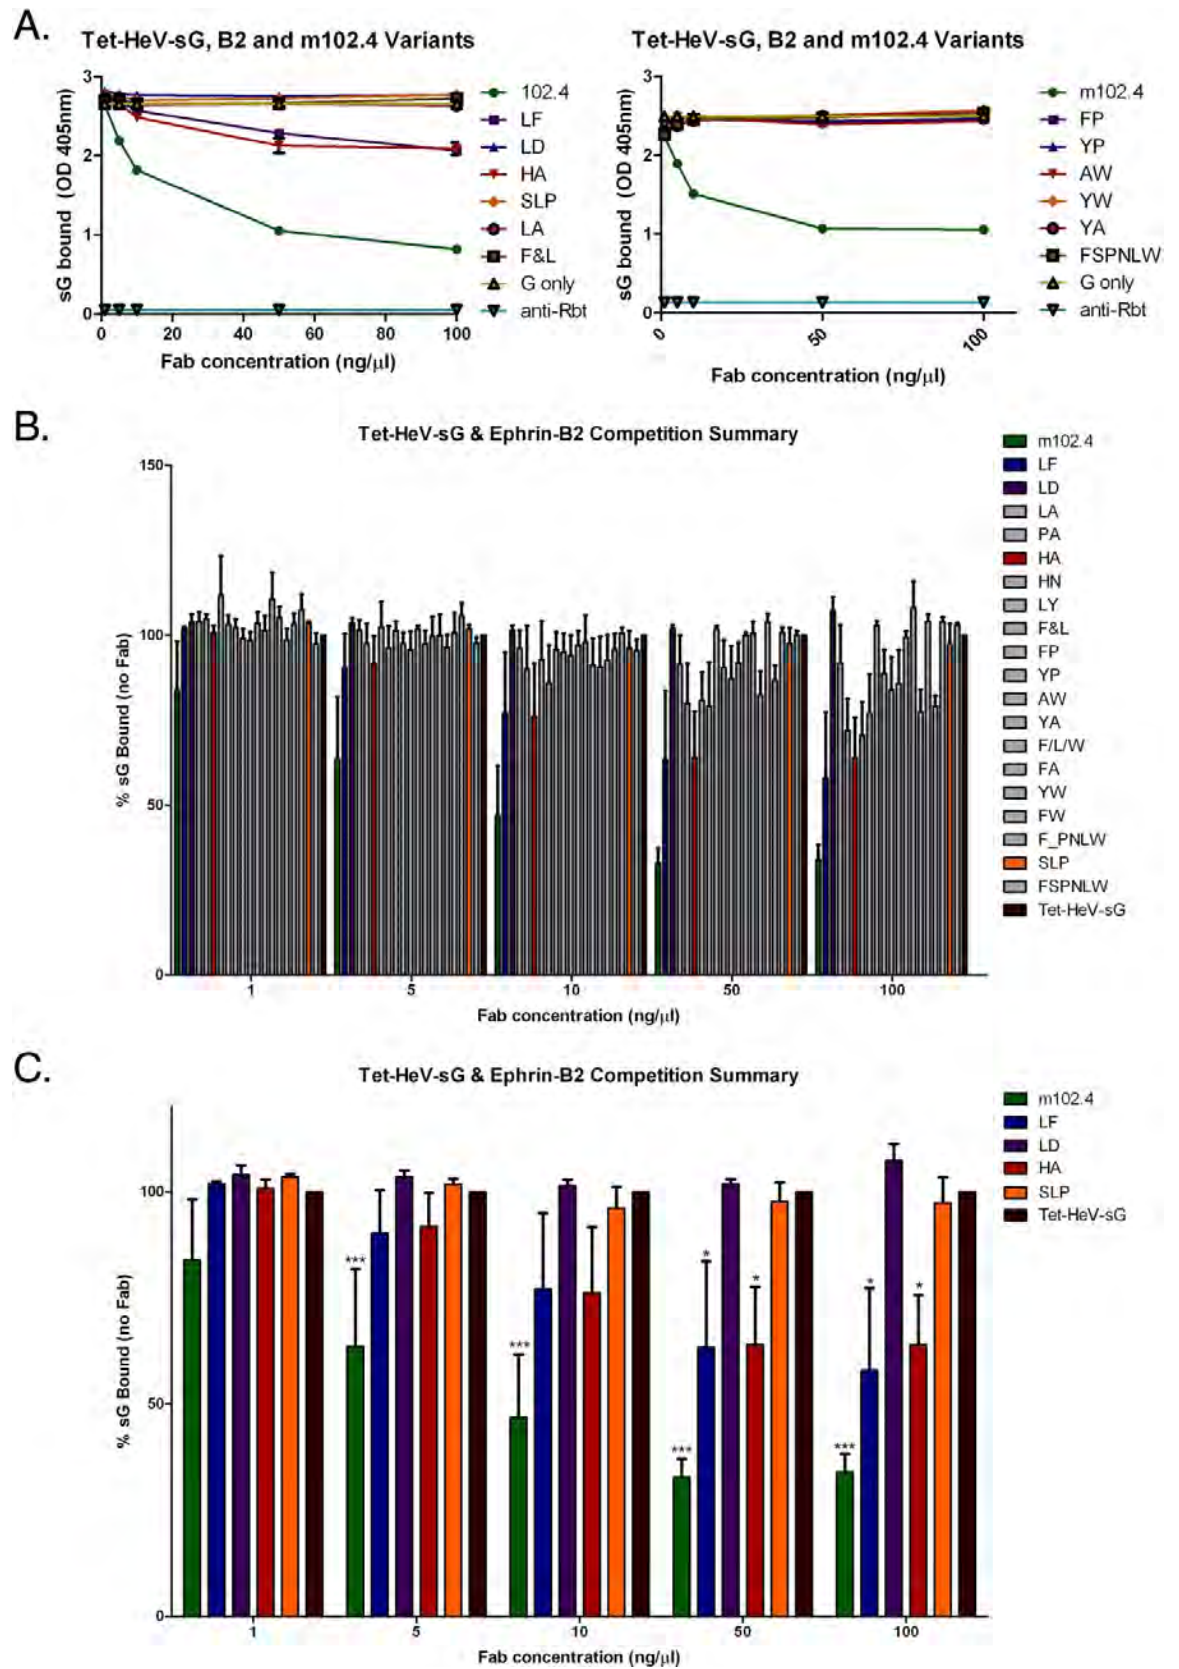 A.
Tet-HeV-sG, B2 and m102.4 Variants
sG bound (OD 405nm)
3
2
1
0
0 20 40 60 80 100
Fab concentration (ng/µl)
102.4
LF
LD
HA
SLP
LA
F&L
G only
anti-Rbt
Tet-HeV-sG, B2 and m102.4 Variants
sG bound (OD 405nm)
3
2
1
0
0 50 100
Fab concentration (ng/µl)
m102.4
FP
YP
AW
YW
YA
FSPNLW
G only
anti-Rbt
B.
Tet-HeV-sG & Ephrin-B2 Competition Summary
% sG Bound (no Fab)
150
100
50
0
1 5 10 50 100
Fab concentration (ng/µl)
m102.4
LF
LD
LA
PA
HA
HN
LY
F&L
FP
YP
AW
YA
F/L/W
FA
YW
FW
F_PNLW
SLP
FSPNLW
Tet-HeV-sG
C.
Tet-HeV-sG & Ephrin-B2 Competition Summary
% sG Bound (no Fab)
100
50
0
***
***
*** * *
*** * *
1 5 10 50 100
Fab concentration (ng/µl)
m102.4
LF
LD
HA
SLP
Tet-HeV-sG